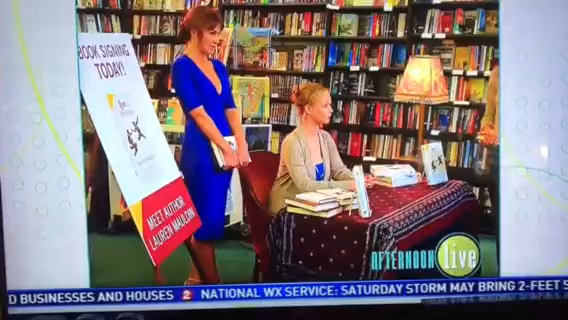 BOOK SIGNING
TODAY!
MEET AUTHOR
LAUREN MAULDIN
AFTERNOON live
D BUSINESSES AND HOUSES 2 NATIONAL WX SERVICE: SATURDAY STORM MAY BRING 2-FEET S